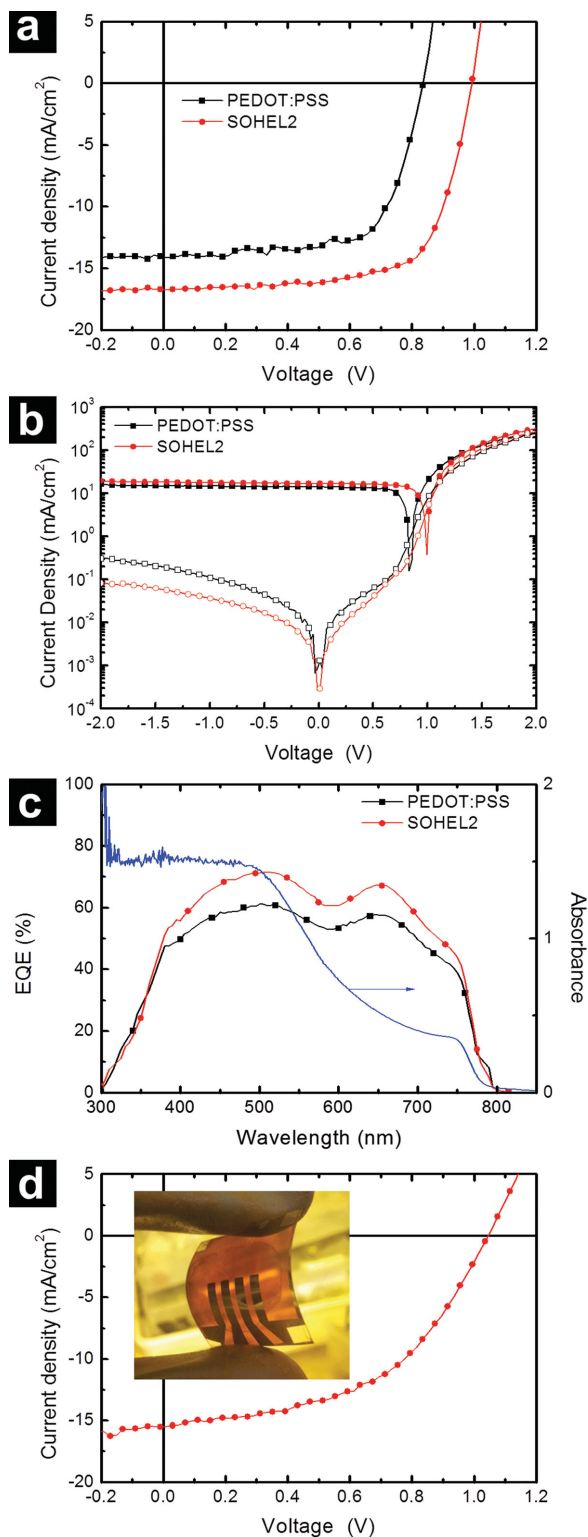 a
5
0
-5
-10
-15
-20
Current density (mA/cm²)
PEDOT:PSS
SOHEL2
-0.2 0.0 0.2 0.4 0.6 0.8 1.0 1.2
Voltage (V)
b
10³
10²
10¹
10⁰
10⁻¹
10⁻²
10⁻³
10⁻⁴
Current Density (mA/cm²)
PEDOT:PSS
SOHEL2
-2.0 -1.5 -1.0 -0.5 0.0 0.5 1.0 1.5 2.0
Voltage (V)
c
100
80
60
40
20
0
EQE (%)
PEDOT:PSS
SOHEL2
2
1
0
Absorbance
300 400 500 600 700 800
Wavelength (nm)
d
5
0
-5
-10
-15
-20
Current density (mA/cm²)
-0.2 0.0 0.2 0.4 0.6 0.8 1.0 1.2
Voltage (V)